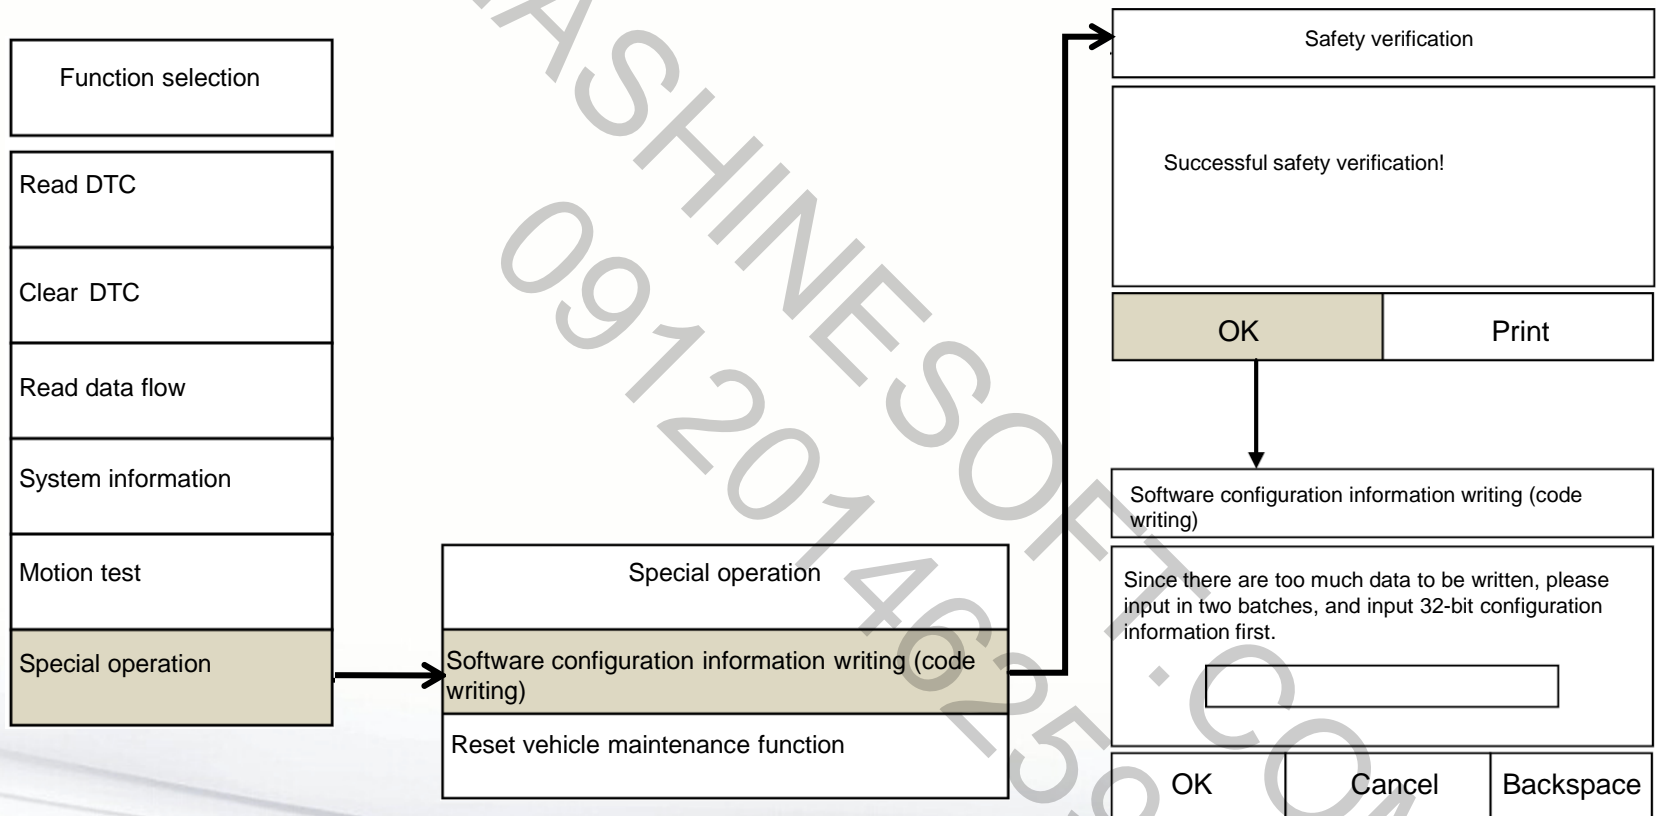 Function selection
Read DTC
Clear DTC
Read data flow
System information
Motion test
Special operation
Special operation
Software configuration information writing (code
writing)
Reset vehicle maintenance function
Safety verification
Successful safety verification!
OK
Print
Software configuration information writing (code
writing)
Since there are too much data to be written, please
input in two batches, and input 32-bit configuration
information first.
OK
Cancel
Backspace